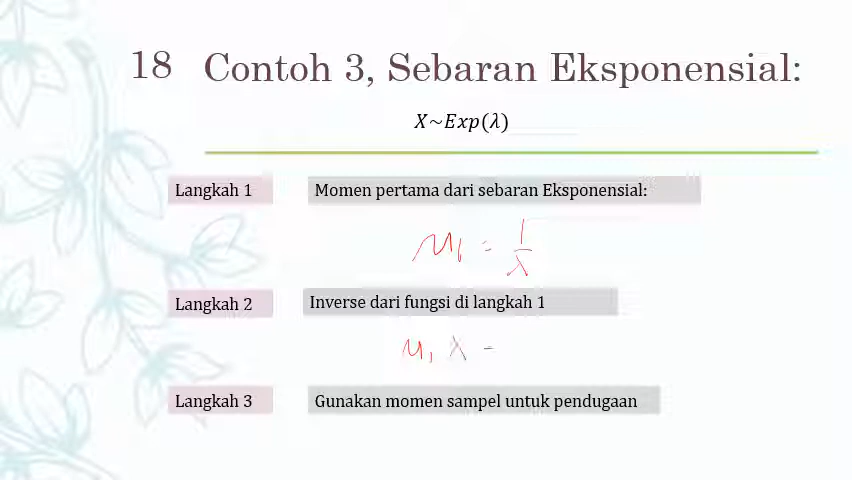 18 Contoh 3, Sebaran Eksponensial:
X~Exp(λ)
Langkah 1 Momen pertama dari sebaran Eksponensial:
μ₁ = 1/λ
Langkah 2 Inverse dari fungsi di langkah 1
μ₁ λ =
Langkah 3 Gunakan momen sampel untuk pendugaan